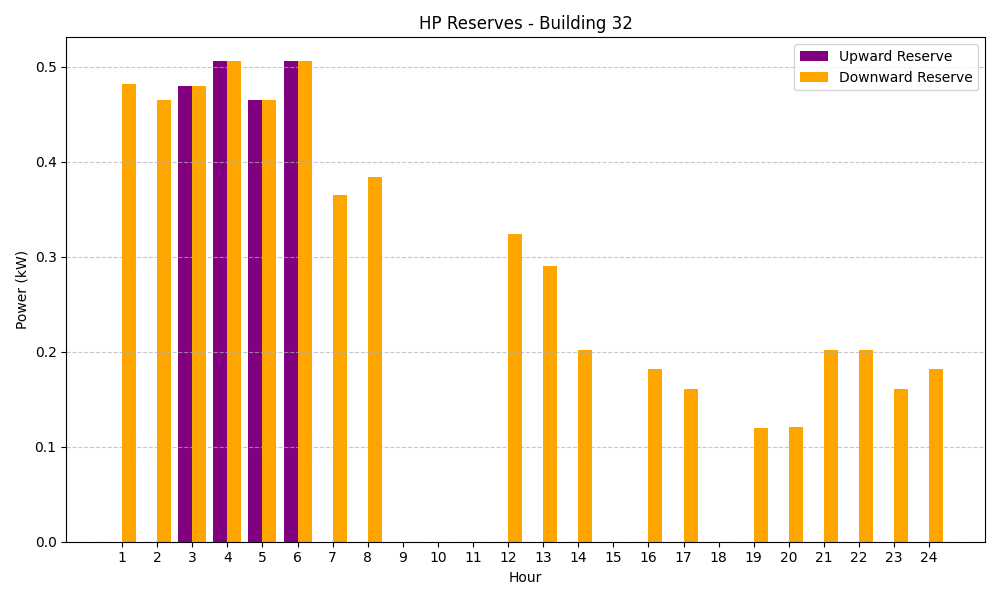 HP Reserves - Building 32
Upward Reserve
Downward Reserve
Power (kW)
0.5
0.4
0.3
0.2
0.1
0.0
1 2 3 4 5 6 7 8 9 10 11 12 13 14 15 16 17 18 19 20 21 22 23 24
Hour